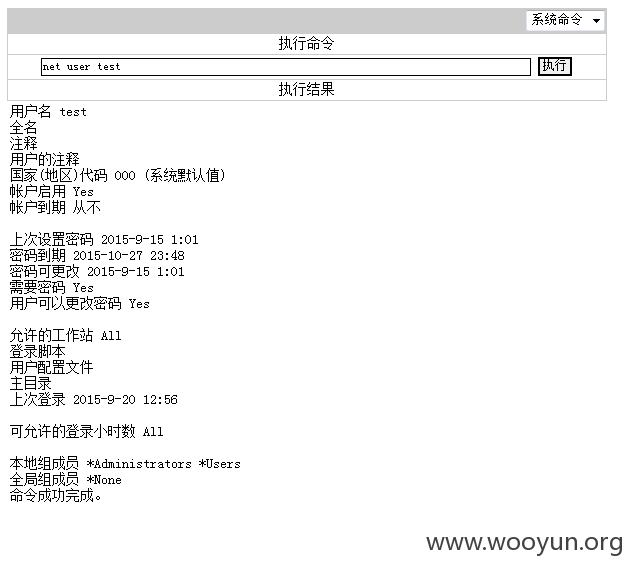 系统命令
执行命令
net user test 执行
执行结果
用户名 test
全名
注释
用户的注释
国家(地区)代码 000 (系统默认值)
帐户启用 Yes
帐户到期 从不
上次设置密码 2015-9-15 1:01
密码到期 2015-10-27 23:48
密码可更改 2015-9-15 1:01
需要密码 Yes
用户可以更改密码 Yes
允许的工作站 All
登录脚本
用户配置文件
主目录
上次登录 2015-9-20 12:56
可允许的登录小时数 All
本地组成员 *Administrators *Users
全局组成员 *None
命令成功完成。
www.wooyun.org